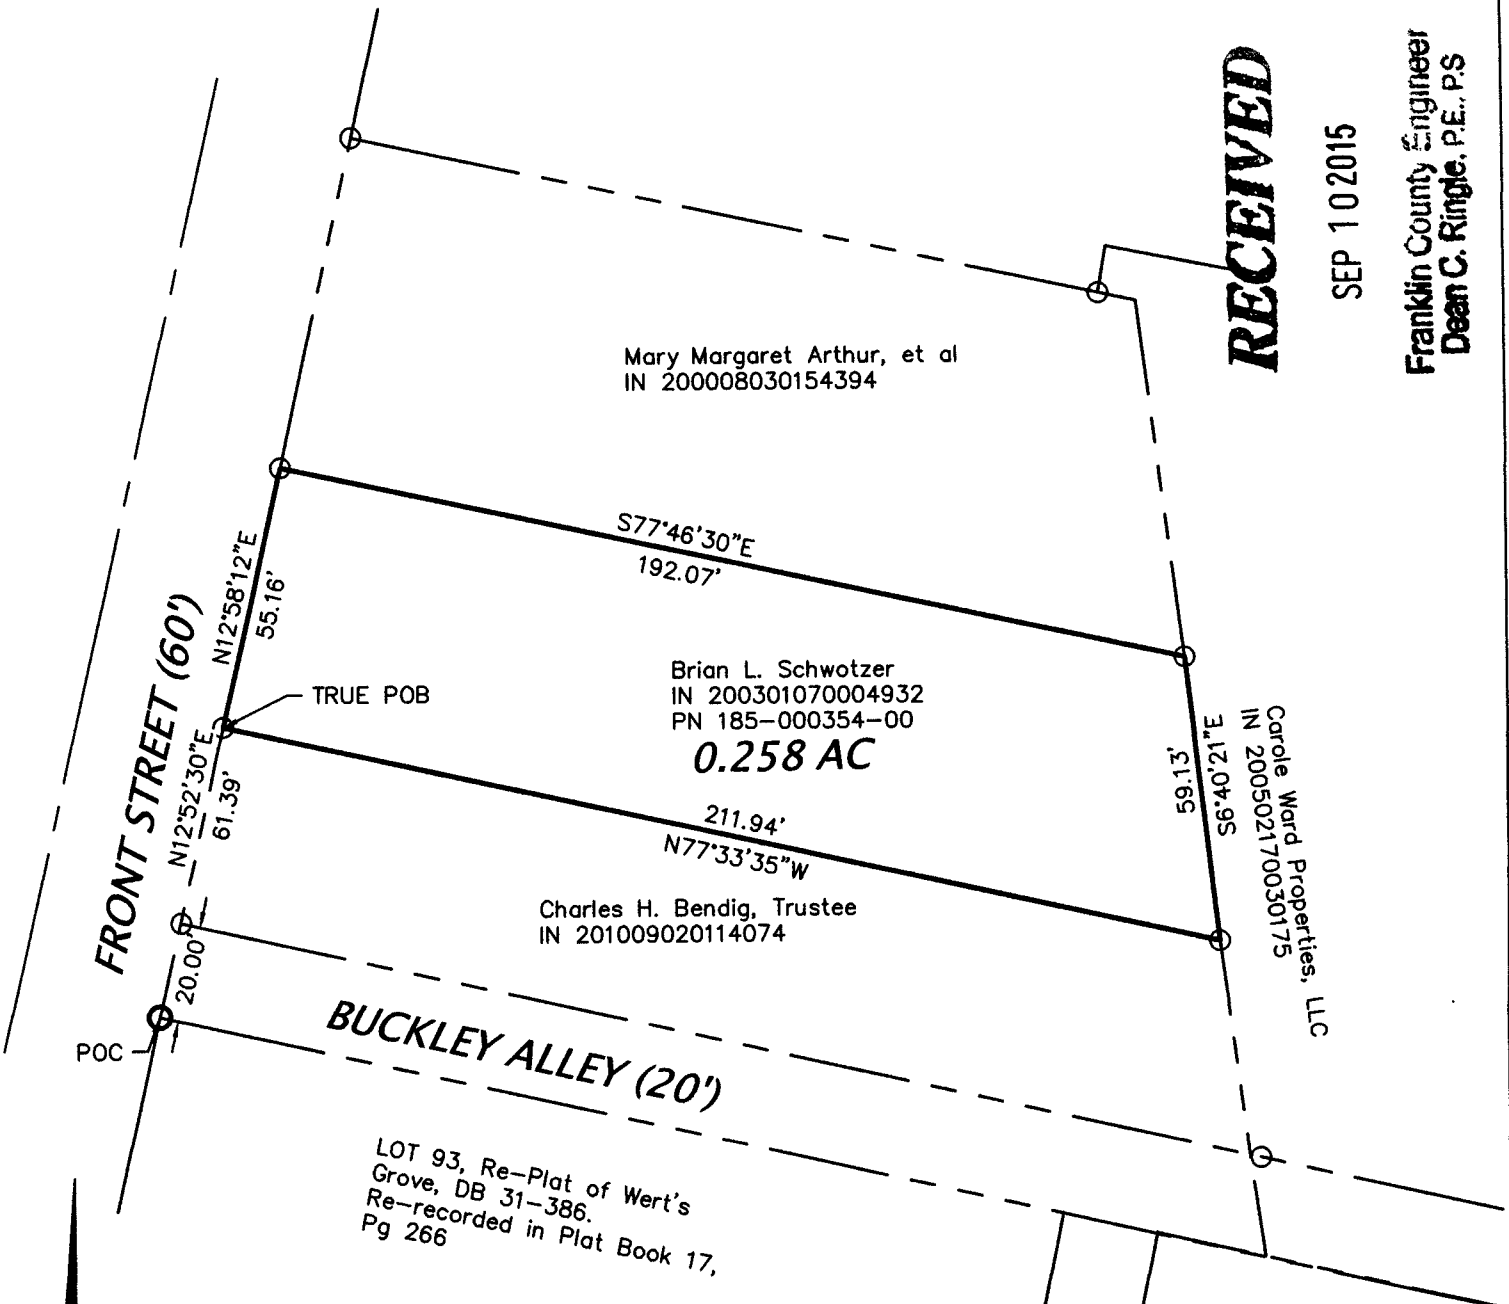 RECEIVED
SEP 10 2015
Franklin County Engineer
Dean C. Ringle, P.E., P.S
Mary Margaret Arthur, et al
IN 200008030154394
S77°46'30"E
192.07'
N12°58'12"E
55.16'
TRUE POB
Brian L. Schwotzer
IN 200301070004932
PN 185-000354-00
0.258 AC
59.13'
S6°40'21"E
Carole Ward Properties, LLC
IN 200502170030175
211.94'
N77°33'35"W
FRONT STREET (60')
N12°52'30"E
61.39'
Charles H. Bendig, Trustee
IN 201009020114074
20.00'
POC
BUCKLEY ALLEY (20')
LOT 93, Re-Plat of Wert's
Grove, DB 31-386.
Re-recorded in Plat Book 17,
Pg 266